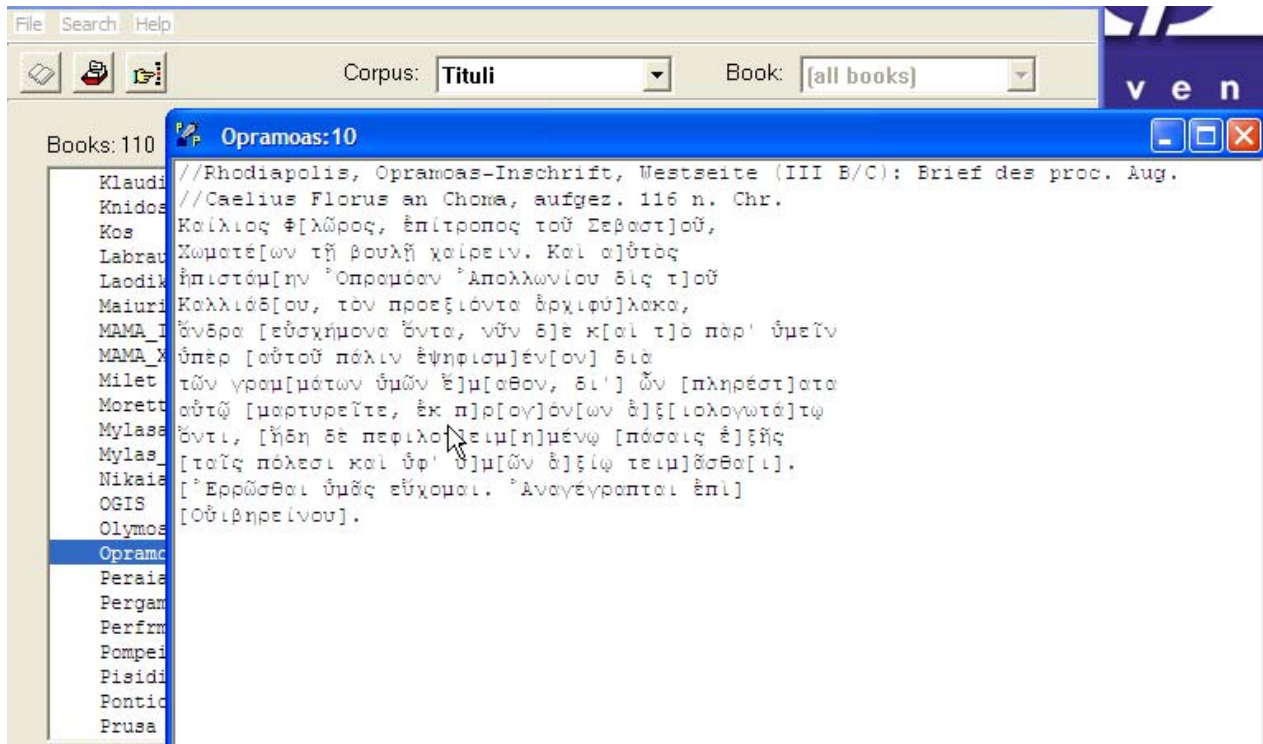 File Search Help
Corpus: Tituli Book: (all books)
v e n
Books: 110
Opramoas:10
Klaudi
Knidos
Kos
Labrau
Laodik
Maiuri
MAMA_I
MAMA_X
Milet
Morett
Mylasa
Mylas_
Nikaia
OGIS
Olymos
Opramo
Peraia
Pergam
Perfrm
Pompei
Pisidi
Pontic
Prusa
//Rhodiapolis, Opramoas-Inschrift, Westseite (III B/C): Brief des proc. Aug.
//Caelius Florus an Choma, aufgez. 116 n. Chr.
Καίλιος Φ[λῶρος, ἐπίτροπος τοῦ Σεβαστ]οῦ,
Χωματέ[ων τῇ βουλῇ χαίρειν. Καὶ α]ὐτὸς
ἠπιστάμ[ην Ὀπραμόαν Ἀπολλωνίου δὶς τ]οῦ
Καλλιάδ[ου, τὸν προεξιόντα ἀρχιφύ]λακα,
ἄνδρα [εὐσχήμονα ὄντα, νῦν δ]ὲ κ[αὶ τ]ὸ πὰρ' ὑμεῖν
ὑπὲρ [αὐτοῦ πάλιν ἐψηφισμ]έν[ον] διὰ
τῶν γραμ[μάτων ὑμῶν ἔ]μ[αθον, δι'] ὧν [πληρέστ]ατα
αὐτῷ [μαρτυρεῖτε, ἐκ π]ρ[ογ]όν[ων ἀ]ξ[ιολογωτά]τῳ
ὄντι, [ἤδη δὲ [πάσαις ἐ]ξῆς
[ταῖς πόλεσι καὶ ὑφ' ὑ]μ[ῶν ἀ]ξίῳ τειμ]ᾶσθα[ι].
[Ἐρρῶσθαι ὑμᾶς εὔχομαι. Ἀναγέγραπται ἐπὶ]
[Οὐιβηρείνου].